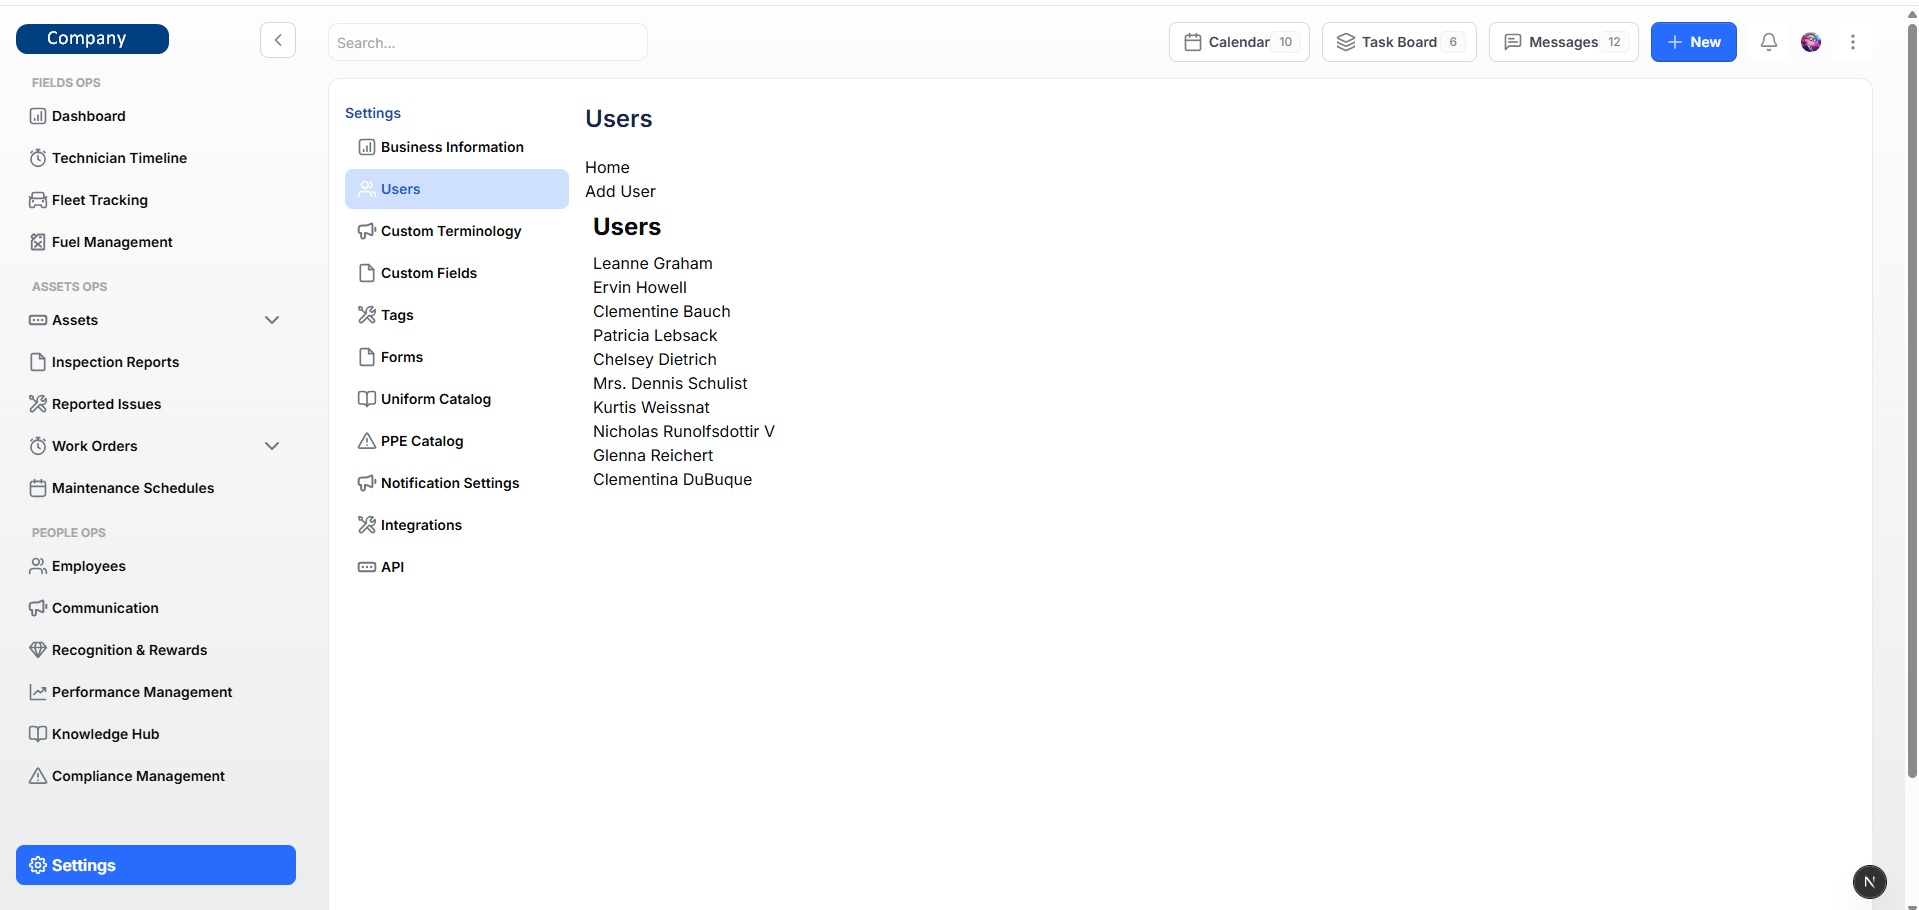 Company
Search...
Calendar 10
Task Board 6
Messages 12
+ New
FIELDS OPS
Dashboard
Technician Timeline
Fleet Tracking
Fuel Management
ASSETS OPS
Assets
Inspection Reports
Reported Issues
Work Orders
Maintenance Schedules
PEOPLE OPS
Employees
Communication
Recognition & Rewards
Performance Management
Knowledge Hub
Compliance Management
Settings
Settings
Business Information
Users
Custom Terminology
Custom Fields
Tags
Forms
Uniform Catalog
PPE Catalog
Notification Settings
Integrations
API
Users
Home
Add User
Users
Leanne Graham
Ervin Howell
Clementine Bauch
Patricia Lebsack
Chelsey Dietrich
Mrs. Dennis Schulist
Kurtis Weissnat
Nicholas Runolfsdottir V
Glenna Reichert
Clementina DuBuque
N